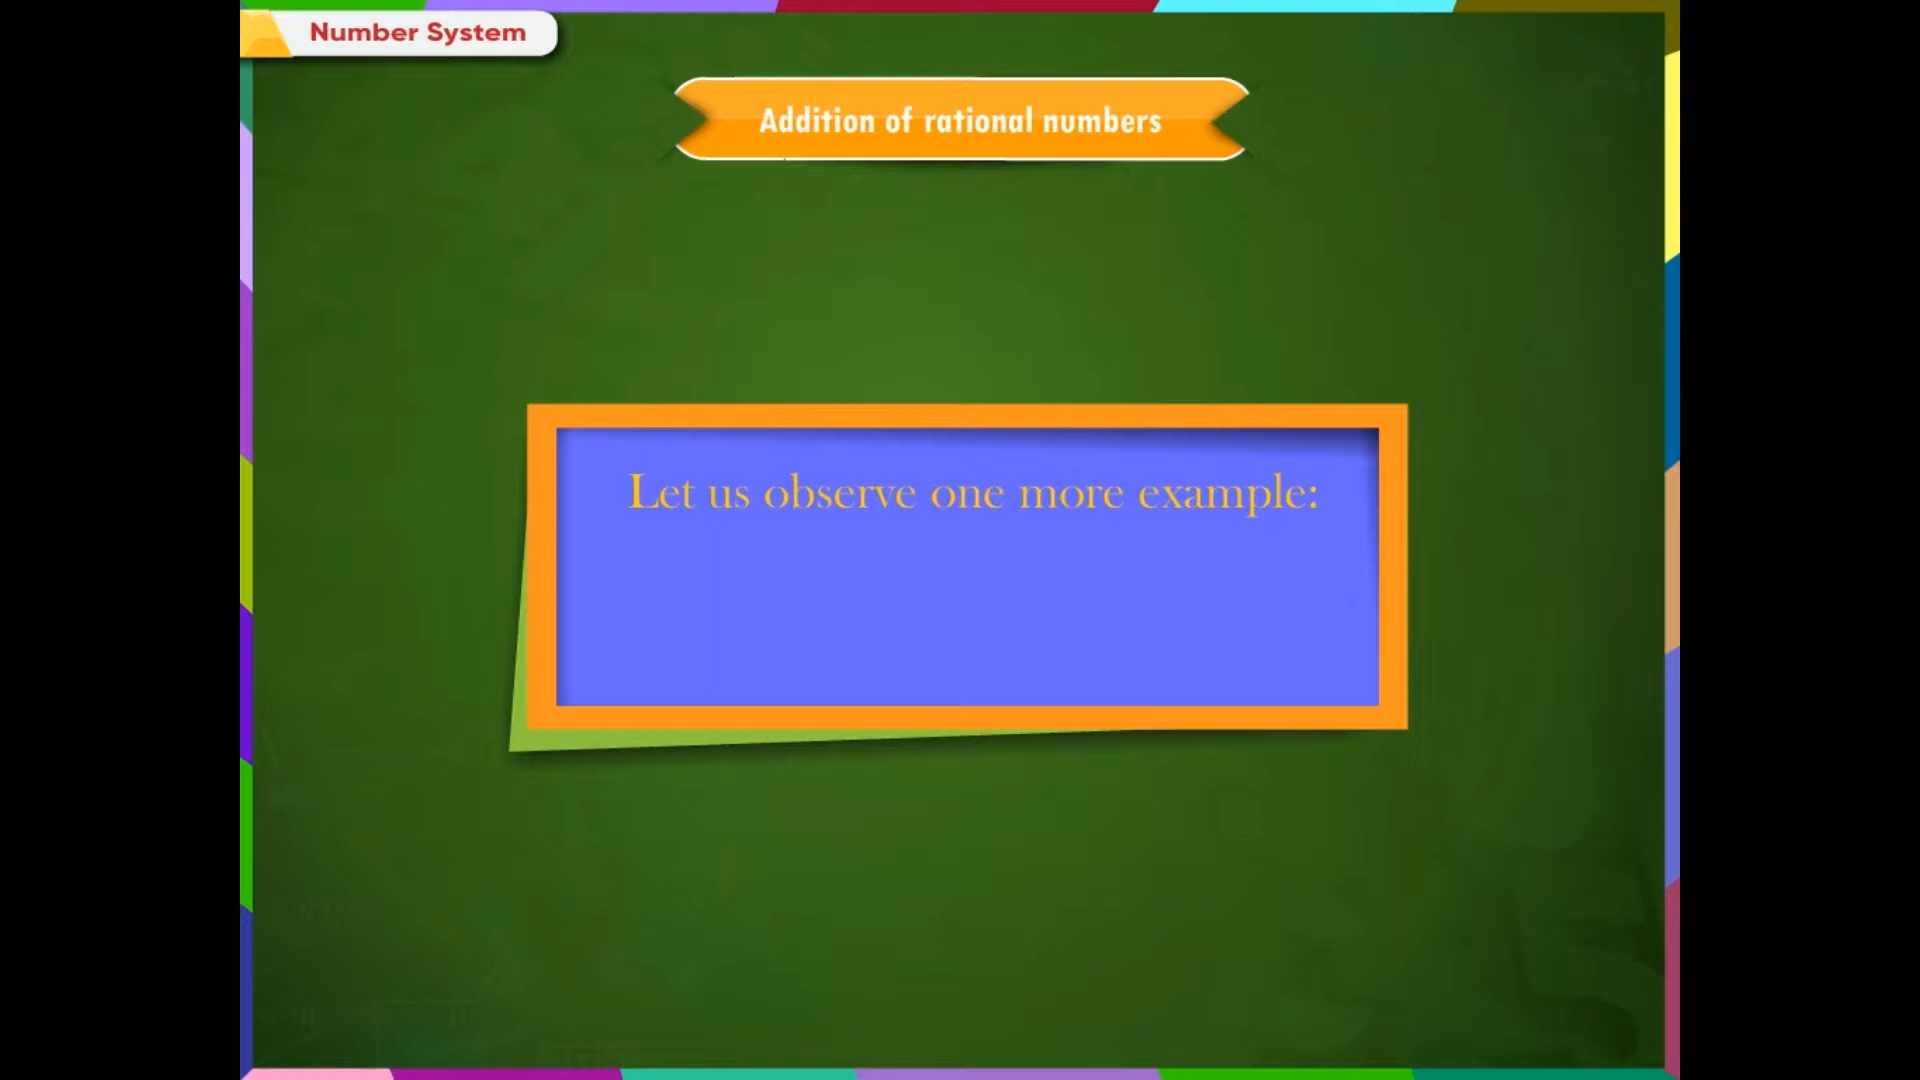 Number System
Addition of rational numbers
Let us observe one more example: